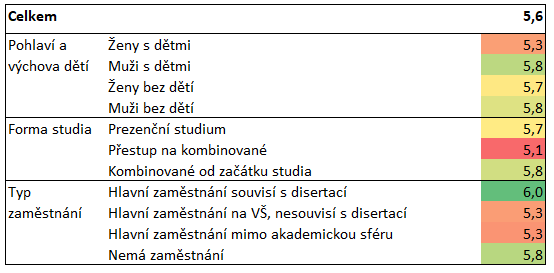 Celkem 5,6
Pohlaví a výchova dětí Ženy s dětmi 5,3
Muži s dětmi 5,8
Ženy bez dětí 5,7
Muži bez dětí 5,8
Forma studia Prezenční studium 5,7
Přestup na kombinované 5,1
Kombinované od začátku studia 5,8
Typ zaměstnání Hlavní zaměstnání souvisí s disertací 6,0
Hlavní zaměstnání na VŠ, nesouvisí s disertací 5,3
Hlavní zaměstnání mimo akademickou sféru 5,3
Nemá zaměstnání 5,8